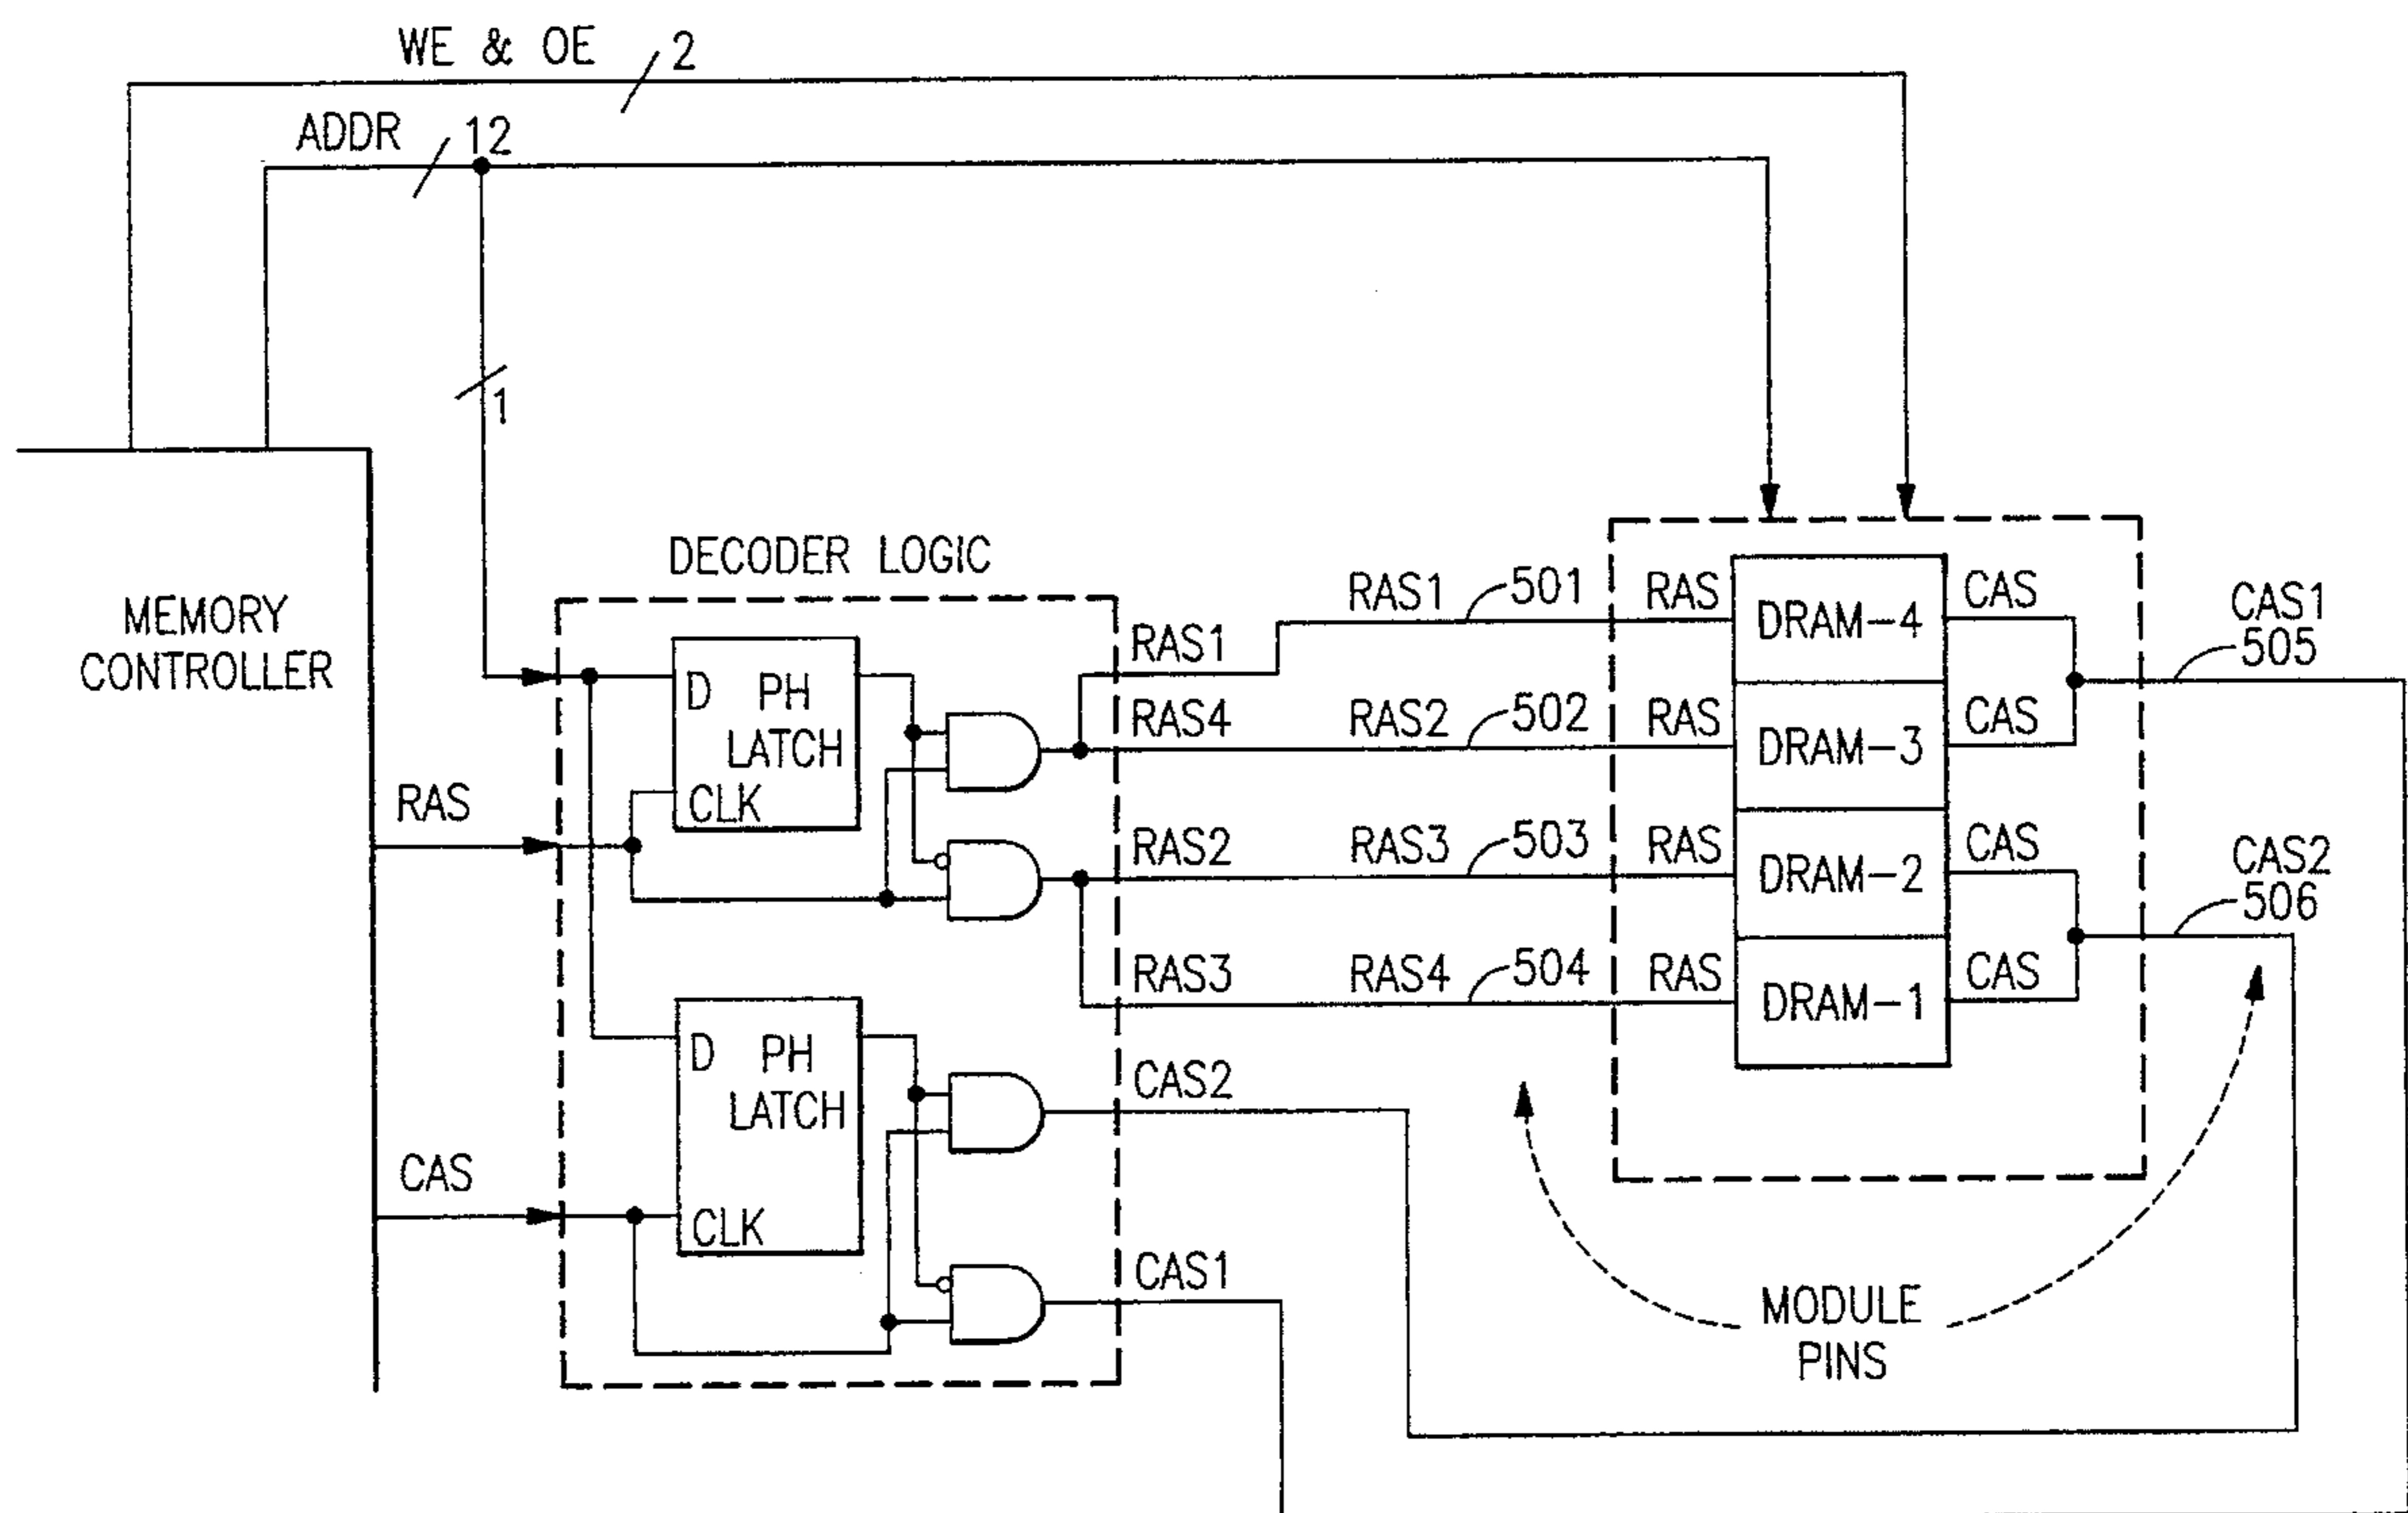 WE & OE
2
ADDR
12
1
MEMORY
CONTROLLER
RAS
CAS
DECODER LOGIC
D
PH
LATCH
CLK
D
PH
LATCH
CLK
RAS1
RAS4
RAS2
RAS3
CAS2
CAS1
RAS1
501
RAS2
502
RAS3
503
RAS4
504
RAS
RAS
RAS
RAS
DRAM-4
DRAM-3
DRAM-2
DRAM-1
CAS
CAS
CAS
CAS
CAS1
505
CAS2
506
MODULE
PINS